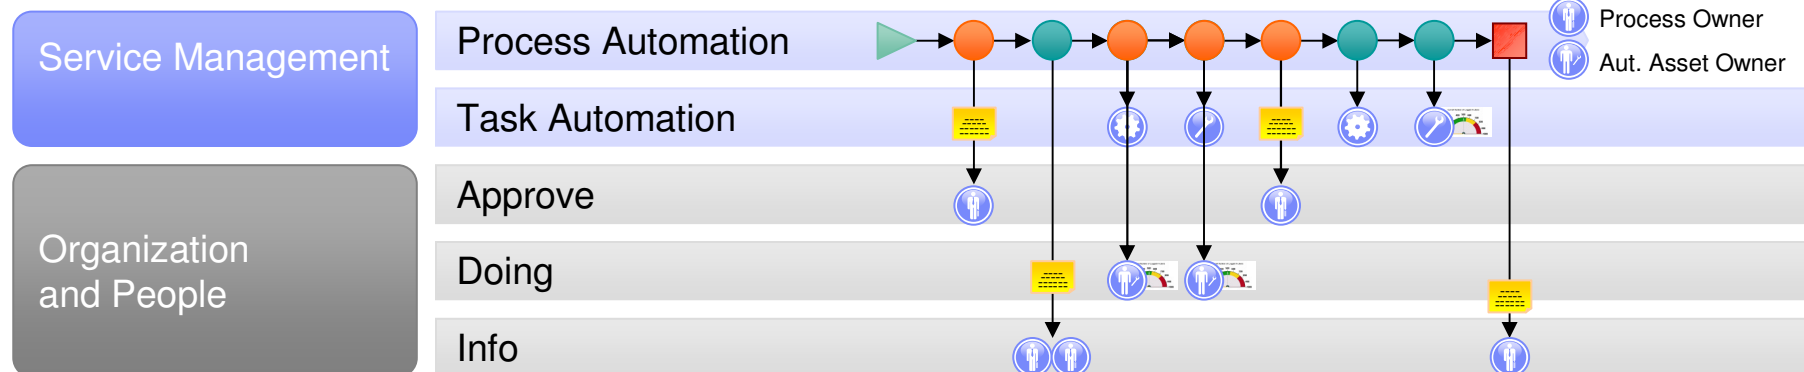 Service Management
Process Automation
Process Owner
Aut. Asset Owner
Task Automation
Approve
Organization
and People
Doing
Info